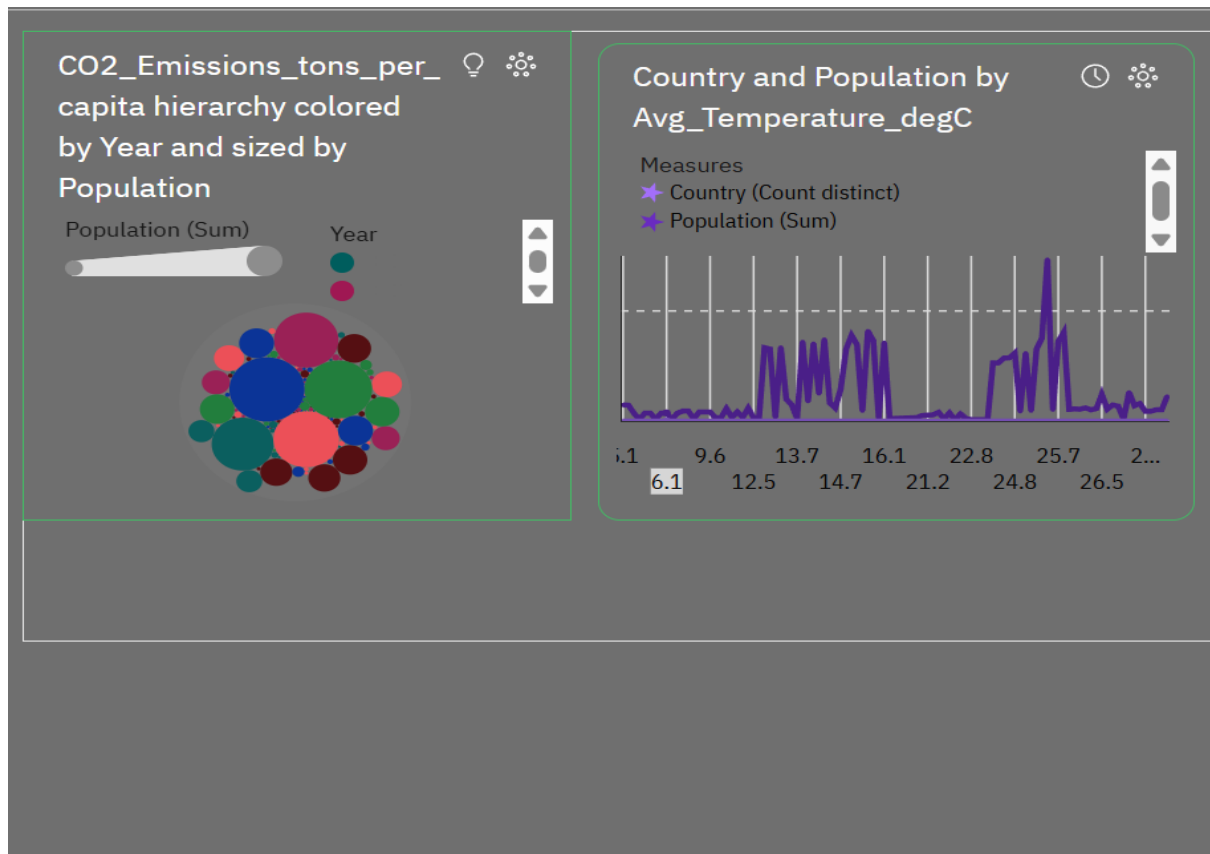 CO2_Emissions_tons_per_
capita hierarchy colored
by Year and sized by
Population
Population (Sum)
Year
Country and Population by
Avg_Temperature_degC
Measures
Country (Count distinct)
Population (Sum)
9.6 13.7 16.1 22.8 25.7 2...
6.1 12.5 14.7 21.2 24.8 26.5